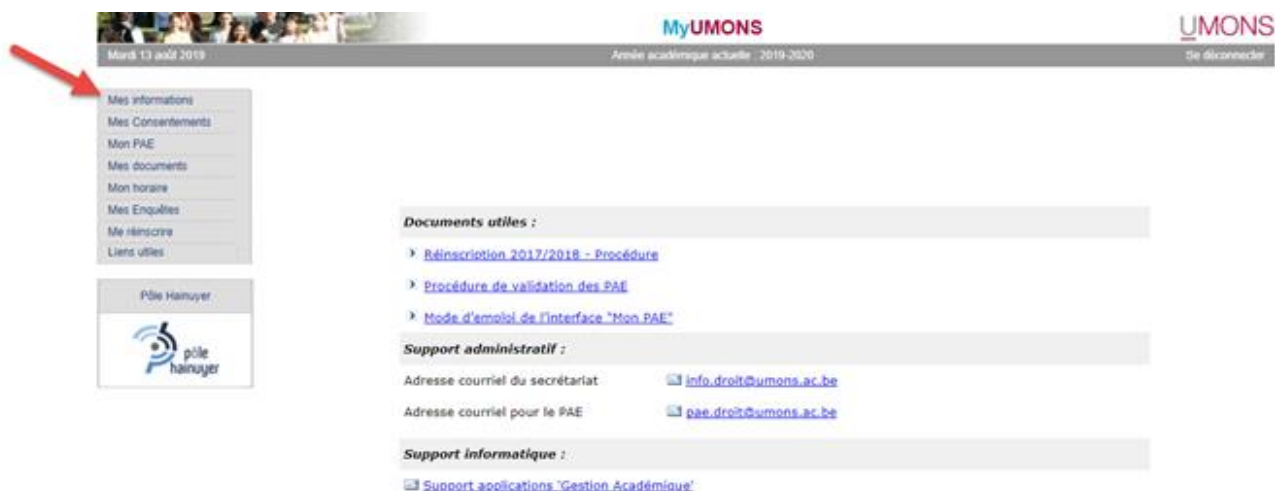 MyUMONS
UMONS
Mardi 13 août 2019
Année académique actuelle : 2019-2020
Se déconnecter
Mes informations
Mes Consentements
Mon PAE
Mes documents
Mon horaire
Mes Enquêtes
Me réinscrire
Liens utiles
Pôle Hainuyer
pôle
hainuyer
Documents utiles :
Réinscription 2017/2018 - Procédure
Procédure de validation des PAE
Mode d'emploi de l'interface "Mon PAE"
Support administratif :
Adresse courriel du secrétariat info.droit@umons.ac.be
Adresse courriel pour le PAE pae.droit@umons.ac.be
Support informatique :
Support applications 'Gestion Académique'